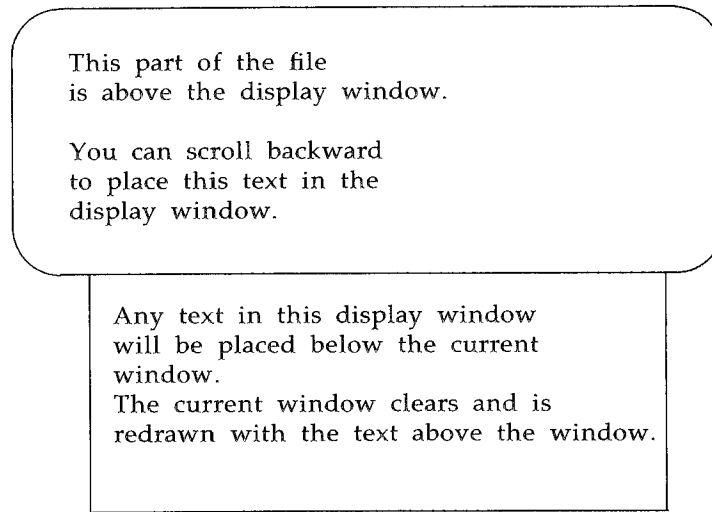 This part of the file
is above the display window.
You can scroll backward
to place this text in the
display window.
Any text in this display window
will be placed below the current
window.
The current window clears and is
redrawn with the text above the window.